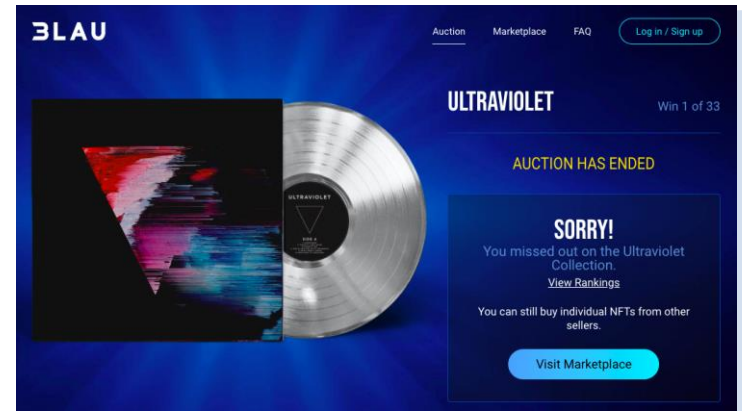 3LAU
Auction
Marketplace
FAQ
Log in / Sign up
ULTRAVIOLET
Win 1 of 33
AUCTION HAS ENDED
ULTRAVIOLET
SIDE A
SORRY!
You missed out on the Ultraviolet
Collection.
View Rankings
You can still buy individual NFTs from other
sellers.
Visit Marketplace